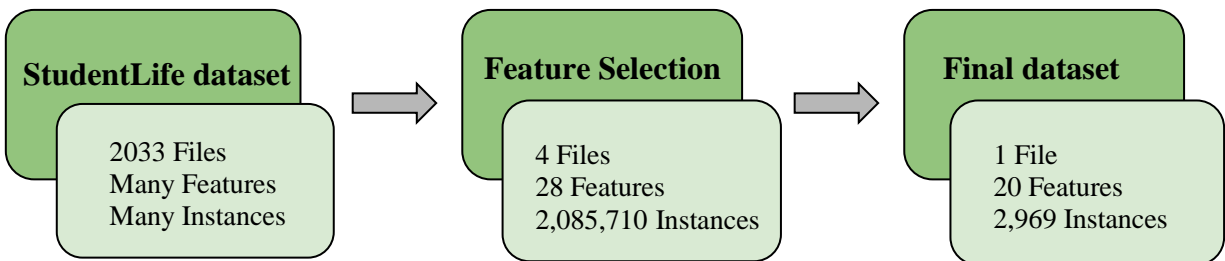 StudentLife dataset
2033 Files
Many Features
Many Instances
Feature Selection
4 Files
28 Features
2,085,710 Instances
Final dataset
1 File
20 Features
2,969 Instances